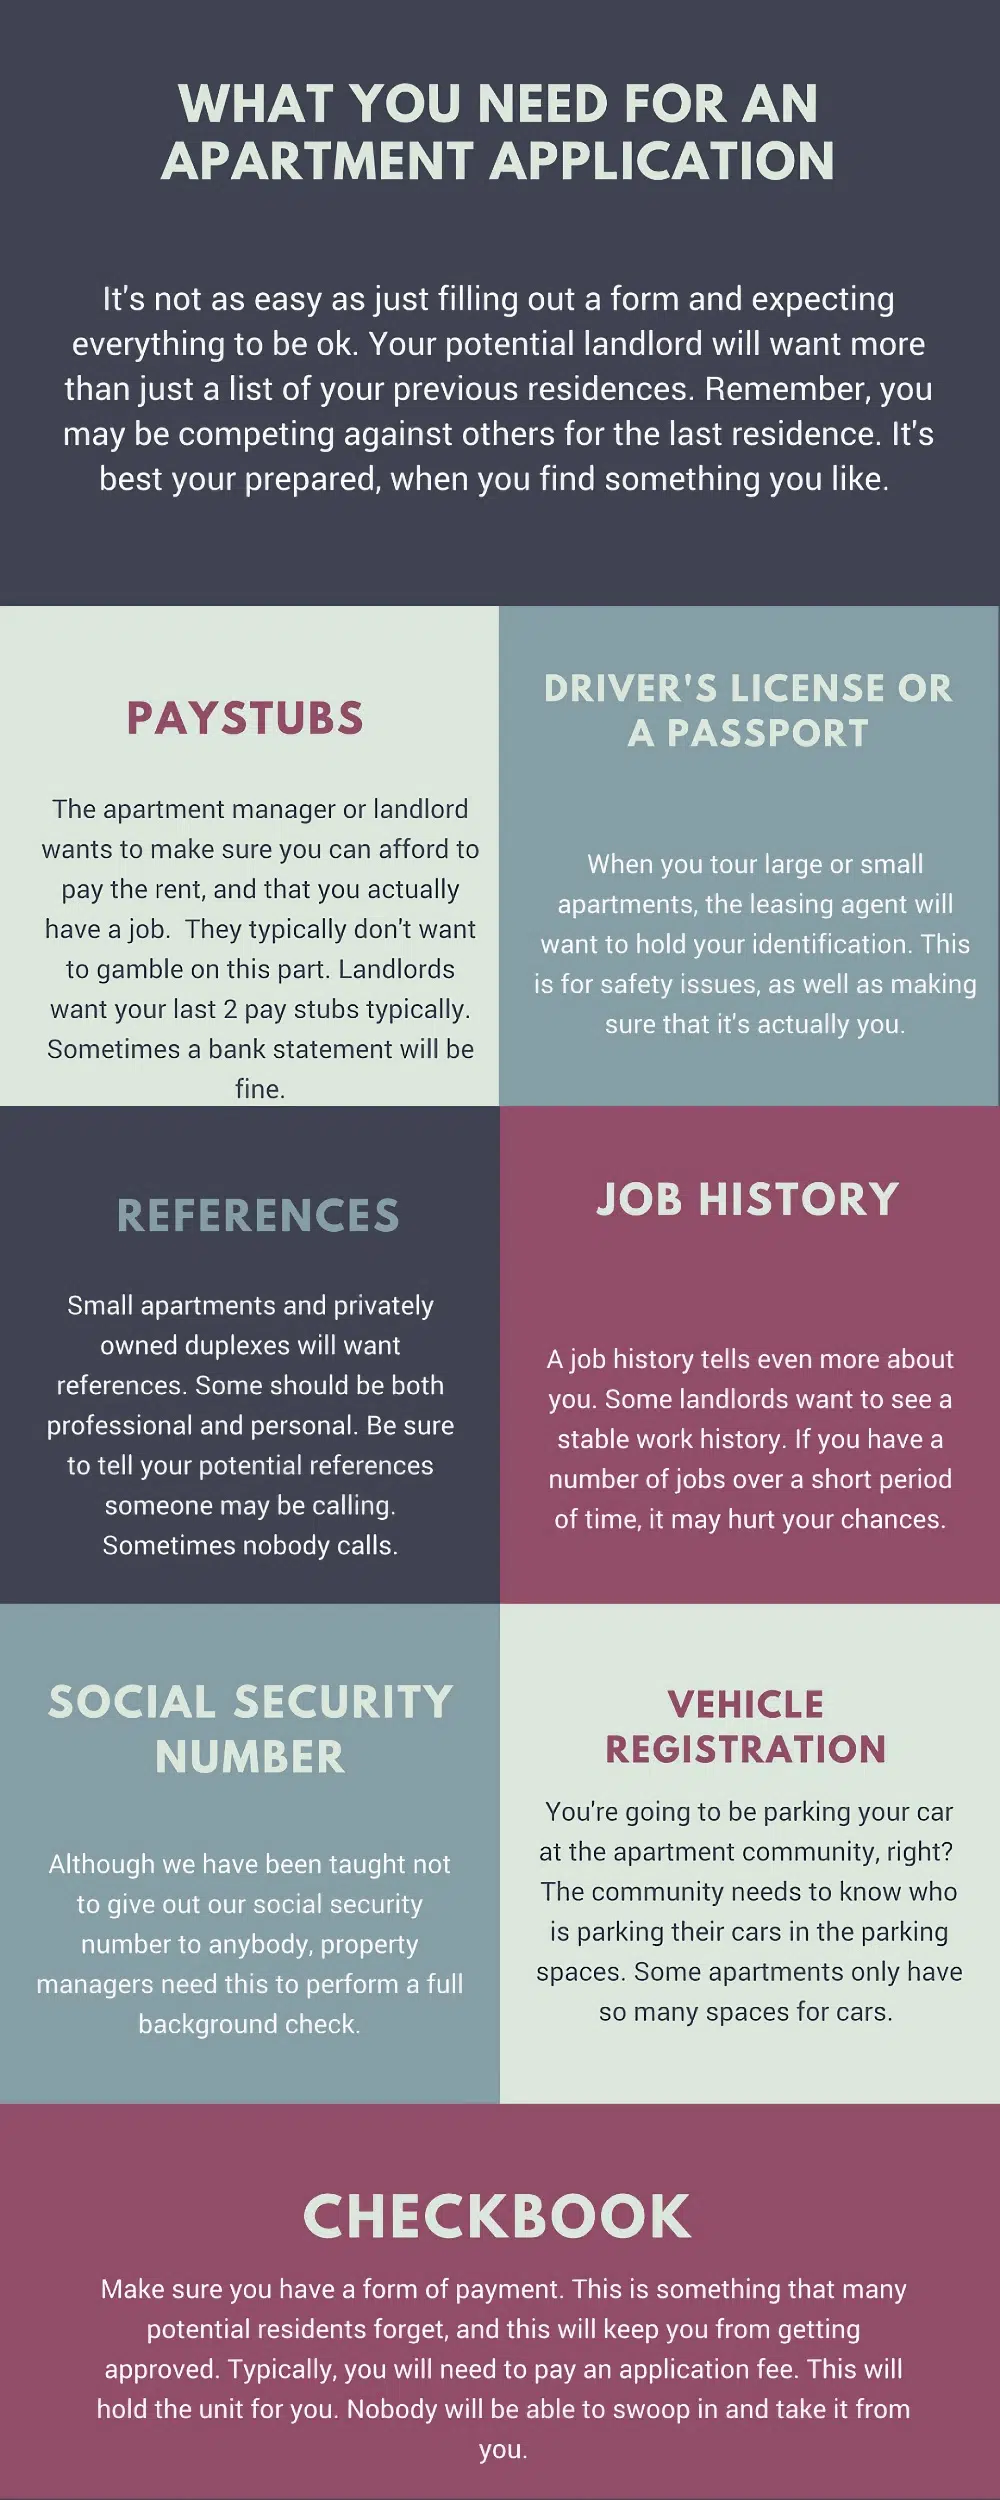 WHAT YOU NEED FOR AN
APARTMENT APPLICATION
It's not as easy as just filling out a form and expecting
everything to be ok. Your potential landlord will want more
than just a list of your previous residences. Remember, you
may be competing against others for the last residence. It's
best your prepared, when you find something you like.
PAYSTUBS
The apartment manager or landlord
wants to make sure you can afford to
pay the rent, and that you actually
have a job.  They typically don't want
to gamble on this part. Landlords
want your last 2 pay stubs typically.
Sometimes a bank statement will be
fine.
DRIVER'S LICENSE OR
A PASSPORT
When you tour large or small
apartments, the leasing agent will
want to hold your identification. This
is for safety issues, as well as making
sure that it's actually you.
REFERENCES
Small apartments and privately
owned duplexes will want
references. Some should be both
professional and personal. Be sure
to tell your potential references
someone may be calling.
Sometimes nobody calls.
JOB HISTORY
A job history tells even more about
you. Some landlords want to see a
stable work history. If you have a
number of jobs over a short period
of time, it may hurt your chances.
SOCIAL SECURITY
NUMBER
Although we have been taught not
to give out our social security
number to anybody, property
managers need this to perform a full
background check.
VEHICLE
REGISTRATION
You're going to be parking your car
at the apartment community, right?
The community needs to know who
is parking their cars in the parking
spaces. Some apartments only have
so many spaces for cars.
CHECKBOOK
Make sure you have a form of payment. This is something that many
potential residents forget, and this will keep you from getting
approved. Typically, you will need to pay an application fee. This will
hold the unit for you. Nobody will be able to swoop in and take it from
you.